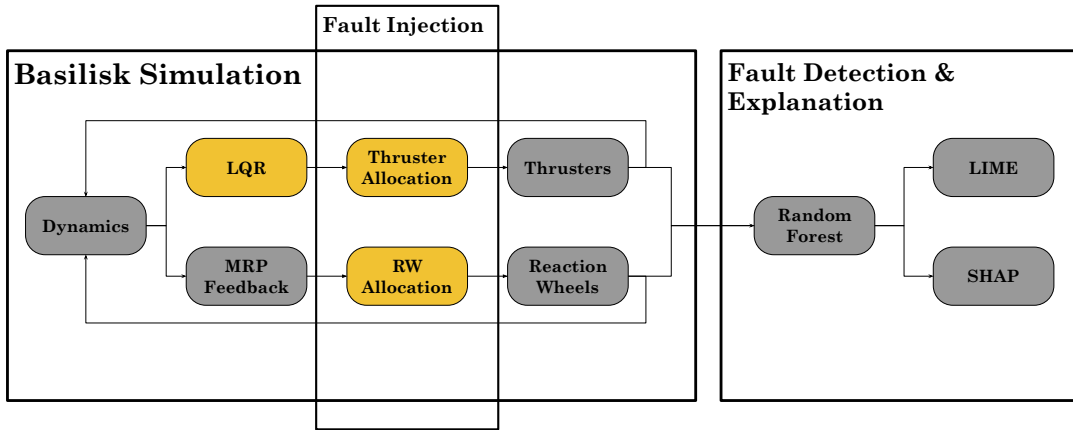 Fault Injection
Basilisk Simulation
Fault Detection &
Explanation
LQR
Thruster
Allocation
Thrusters
LIME
Dynamics
Random
Forest
MRP
Feedback
RW
Allocation
Reaction
Wheels
SHAP